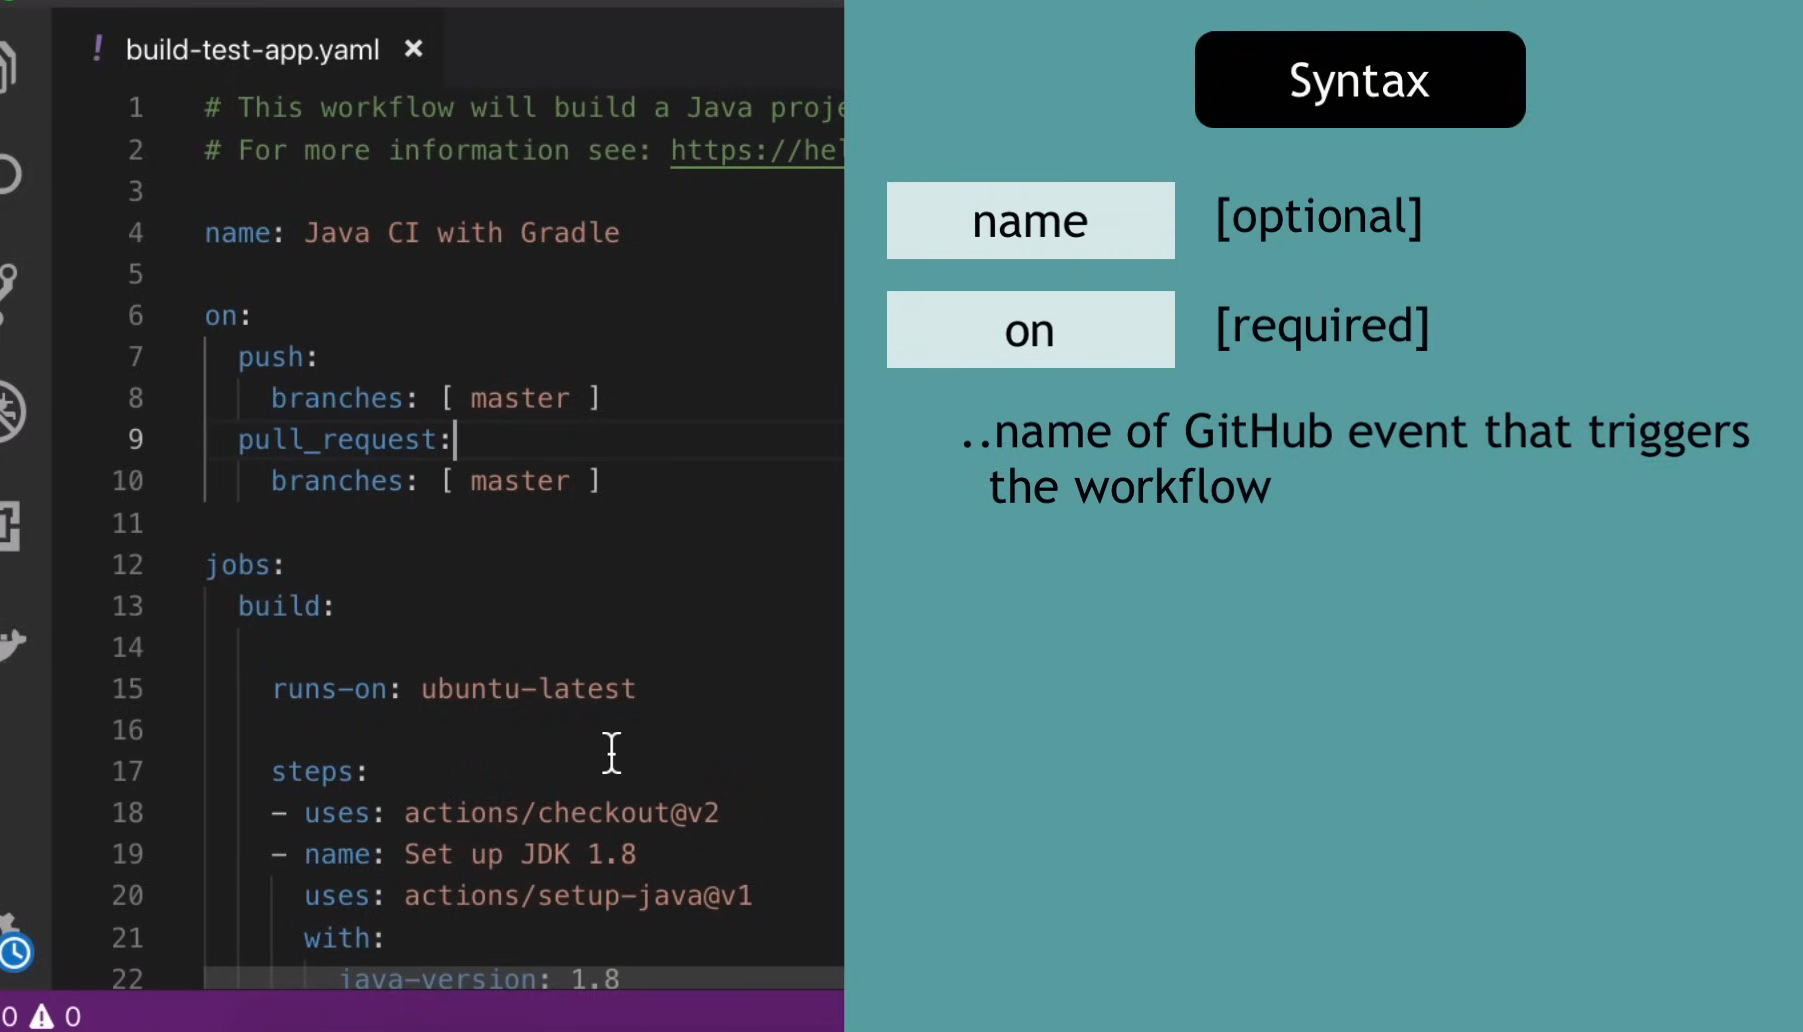 build-test-app.yaml
1 # This workflow will build a Java proje
2 # For more information see: https://hel
3
4 name: Java CI with Gradle
5
6 on:
7 push:
8 branches: [ master ]
9 pull_request:
10 branches: [ master ]
11
12 jobs:
13 build:
14
15 runs-on: ubuntu-latest
16
17 steps:
18 - uses: actions/checkout@v2
19 - name: Set up JDK 1.8
20 uses: actions/setup-java@v1
21 with:
22 java-version: 1.8
0 0
Syntax
name [optional]
on [required]
..name of GitHub event that triggers
the workflow